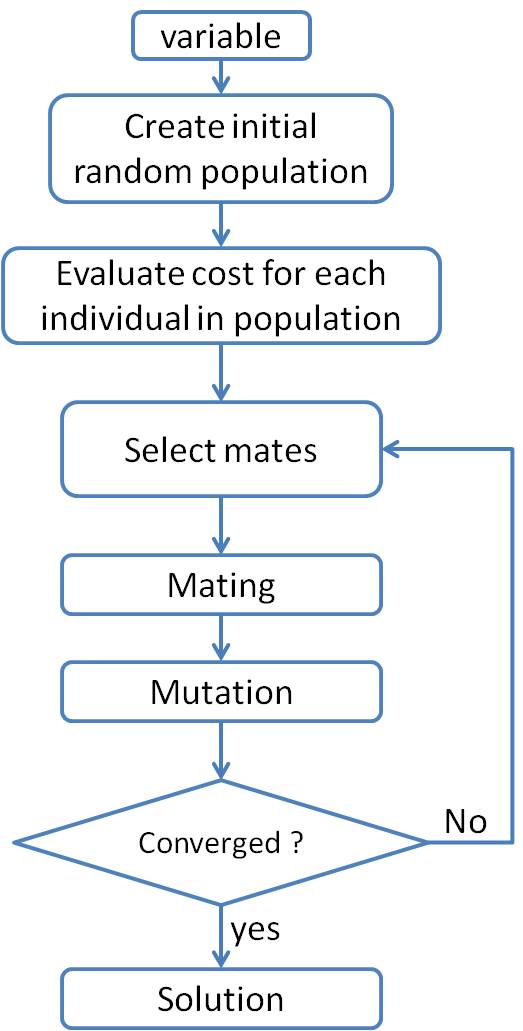 variable
Create initial
random population
Evaluate cost for each
individual in population
Select mates
Mating
Mutation
Converged ?
No
yes
Solution